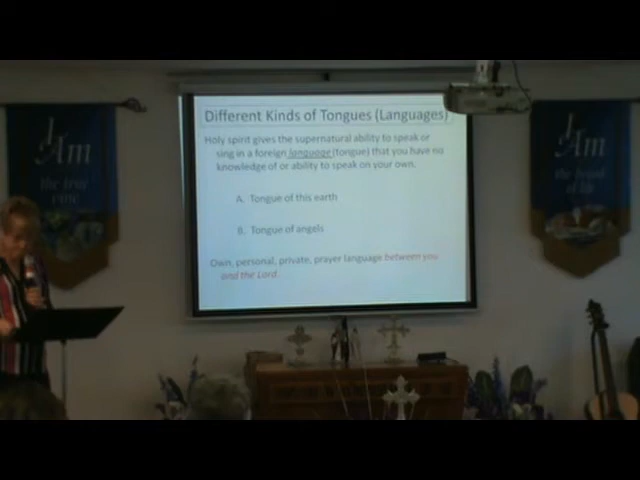 Different Kinds of Tongues (Languages)
Holy spirit gives the supernatural ability to speak or
sing in a foreign language (tongue) that you have no
knowledge of or ability to speak on your own.
A. Tongue of this earth
B. Tongue of angels
Own, personal, private, prayer language between you
and the Lord
I Am
the true
vine
I Am
the bread
of life